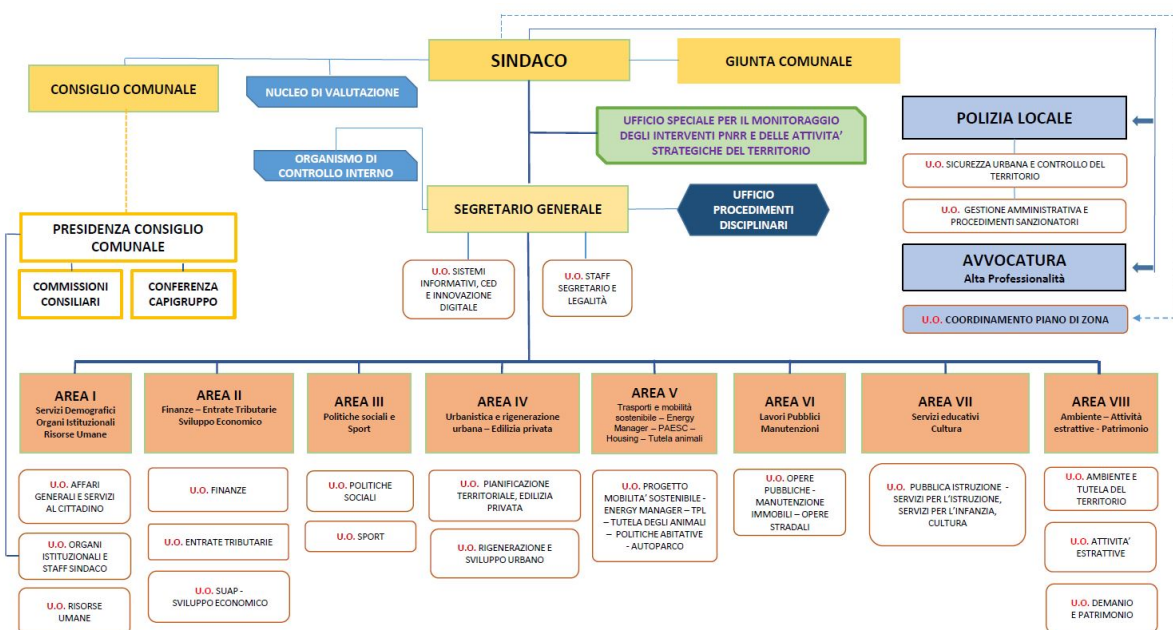 SINDACO
GIUNTA COMUNALE
CONSIGLIO COMUNALE
NUCLEO DI VALUTAZIONE
UFFICIO SPECIALE PER IL MONITORAGGIO
DEGLI INTERVENTI PNRR E DELLE ATTIVITA'
STRATEGICHE DEL TERRITORIO
POLIZIA LOCALE
U.O. SICUREZZA URBANA E CONTROLLO DEL
TERRITORIO
U.O. GESTIONE AMMINISTRATIVA E
PROCEDIMENTI SANZIONATORI
ORGANISMO DI
CONTROLLO INTERNO
SEGRETARIO GENERALE
UFFICIO
PROCEDIMENTI
DISCIPLINARI
PRESIDENZA CONSIGLIO
COMUNALE
COMMISSIONI
CONSILIARI
CONFERENZA
CAPIGRUPPO
U.O. SISTEMI
INFORMATIVI, CED
E INNOVAZIONE
DIGITALE
U.O. STAFF
SEGRETARIO E
LEGALITÀ
AVVOCATURA
Alta Professionalità
U.O. COORDINAMENTO PIANO DI ZONA
AREA I
Servizi Demografici
Organi Istituzionali
Risorse Umane
U.O. AFFARI
GENERALI E SERVIZI
AL CITTADINO
U.O. ORGANI
ISTITUZIONALI E
STAFF SINDACO
U.O. RISORSE
UMANE
AREA II
Finanze – Entrate Tributarie
Sviluppo Economico
U.O. FINANZE
U.O. ENTRATE TRIBUTARIE
U.O. SUAP -
SVILUPPO ECONOMICO
AREA III
Politiche sociali e
Sport
U.O. POLITICHE
SOCIALI
U.O. SPORT
AREA IV
Urbanistica e rigenerazione
urbana – Edilizia privata
U.O. PIANIFICAZIONE
TERRITORIALE, EDILIZIA
PRIVATA
U.O. RIGENERAZIONE E
SVILUPPO URBANO
AREA V
Trasporti e mobilità
sostenibile – Energy
Manager – PAESC –
Housing – Tutela animali
U.O. PROGETTO
MOBILITA' SOSTENIBILE -
ENERGY MANAGER – TPL
– TUTELA DEGLI ANIMALI
– POLITICHE ABITATIVE
- AUTOPARCO
AREA VI
Lavori Pubblici
Manutenzioni
U.O. OPERE
PUBBLICHE -
MANUTENZIONE
IMMOBILI – OPERE
STRADALI
AREA VII
Servizi educativi
Cultura
U.O. PUBBLICA ISTRUZIONE -
SERVIZI PER L'ISTRUZIONE,
SERVIZI PER L'INFANZIA,
CULTURA
AREA VIII
Ambiente – Attività
estrattive - Patrimonio
U.O. AMBIENTE E
TUTELA DEL
TERRITORIO
U.O. ATTIVITA'
ESTRATTIVE
U.O. DEMANIO
E PATRIMONIO